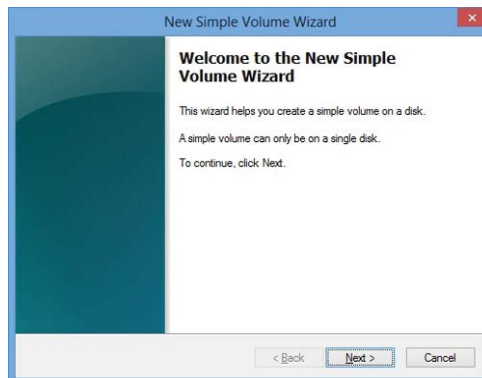 New Simple Volume Wizard
Welcome to the New Simple
Volume Wizard
This wizard helps you create a simple volume on a disk.
A simple volume can only be on a single disk.
To continue, click Next.
< Back Next > Cancel